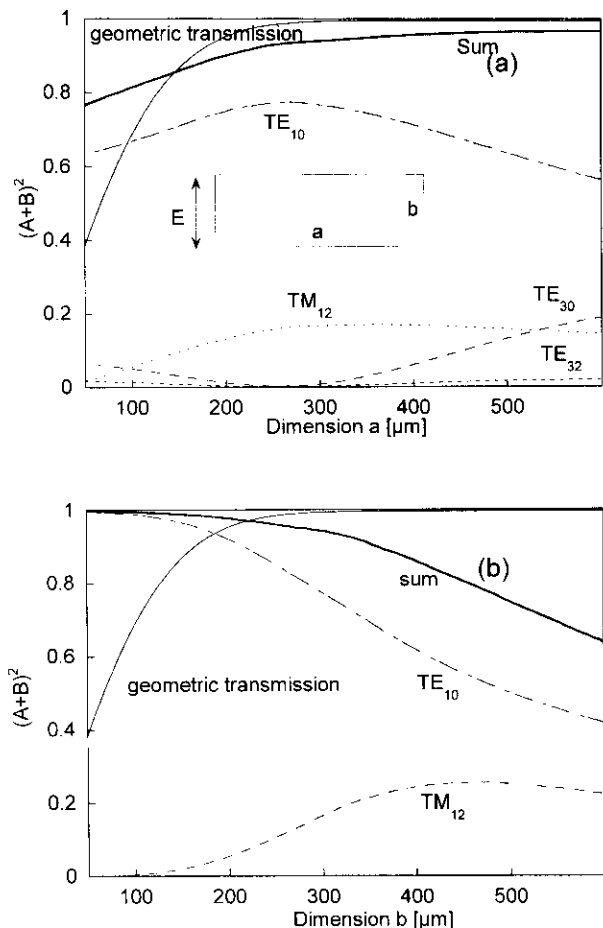 1
geometric transmission
Sum
(a)
0.8
TE10
0.6
(A+B)2
E
b
a
0.4
TM12
TE30
0.2
TE32
0
100 200 300 400 500
Dimension a [µm]
1
0.8
sum
(b)
0.6
geometric transmission
TE10
(A+B)2
0.4
0.2
TM12
0
100 200 300 400 500
Dimension b [µm]